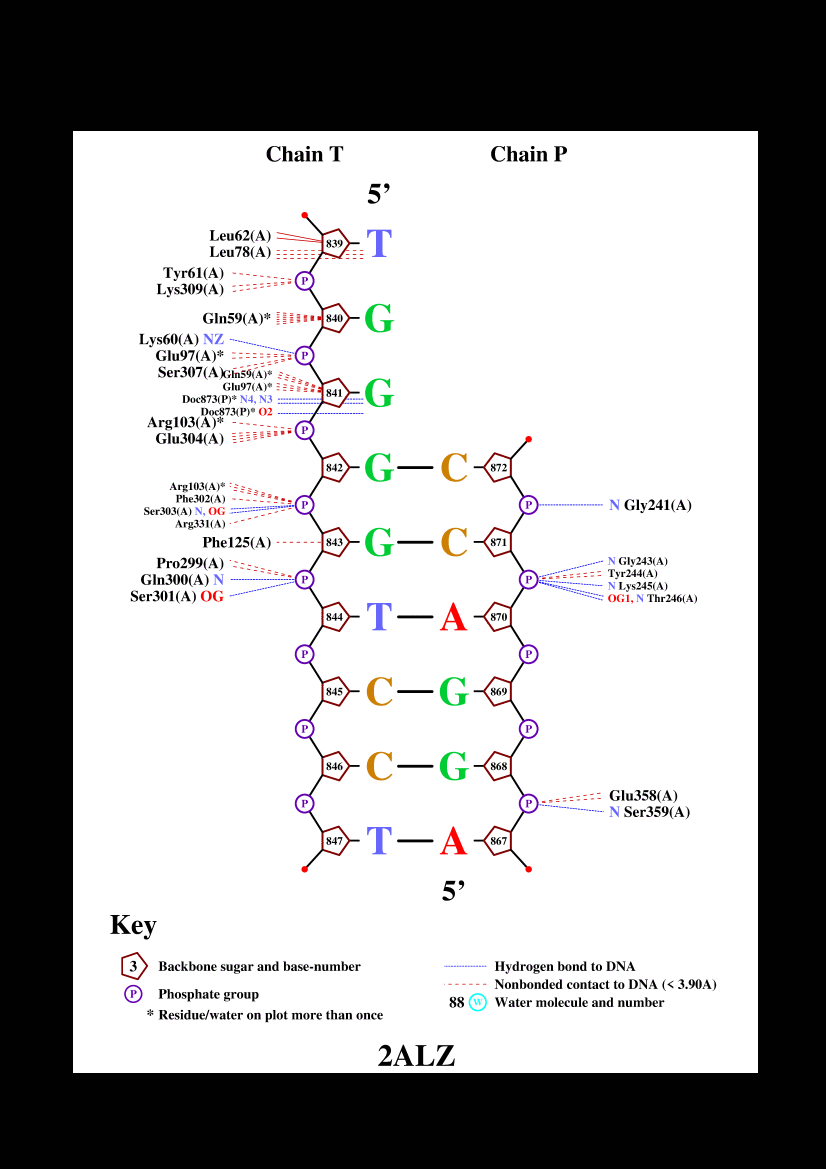 Chain T Chain P
5’
Leu62(A)
839 T
Leu78(A)
Tyr61(A)
P
Lys309(A)
Gln59(A)* 840 G
Lys60(A) NZ
Glu97(A)* P
Ser307(A) Gln59(A)*
Glu97(A)*
841 G
Doc873(P)* N4, N3
Doc873(P)* O2
Arg103(A)*
P
Glu304(A)
842 G C 872
Arg103(A)*
Phe302(A)
P P N Gly241(A)
Ser303(A) N, OG
Arg331(A)
Phe125(A) 843 G C 871
Pro299(A) N Gly243(A)
Tyr244(A)
Gln300(A) N P P
N Lys245(A)
Ser301(A) OG OG1, N Thr246(A)
844 T A 870
P P
845 C G 869
P P
846 C G 868
Glu358(A)
P P
N Ser359(A)
847 T A 867
5’
Key
3 Backbone sugar and base-number Hydrogen bond to DNA
Nonbonded contact to DNA (< 3.90A)
P Phosphate group
88 W Water molecule and number
* Residue/water on plot more than once
2ALZ